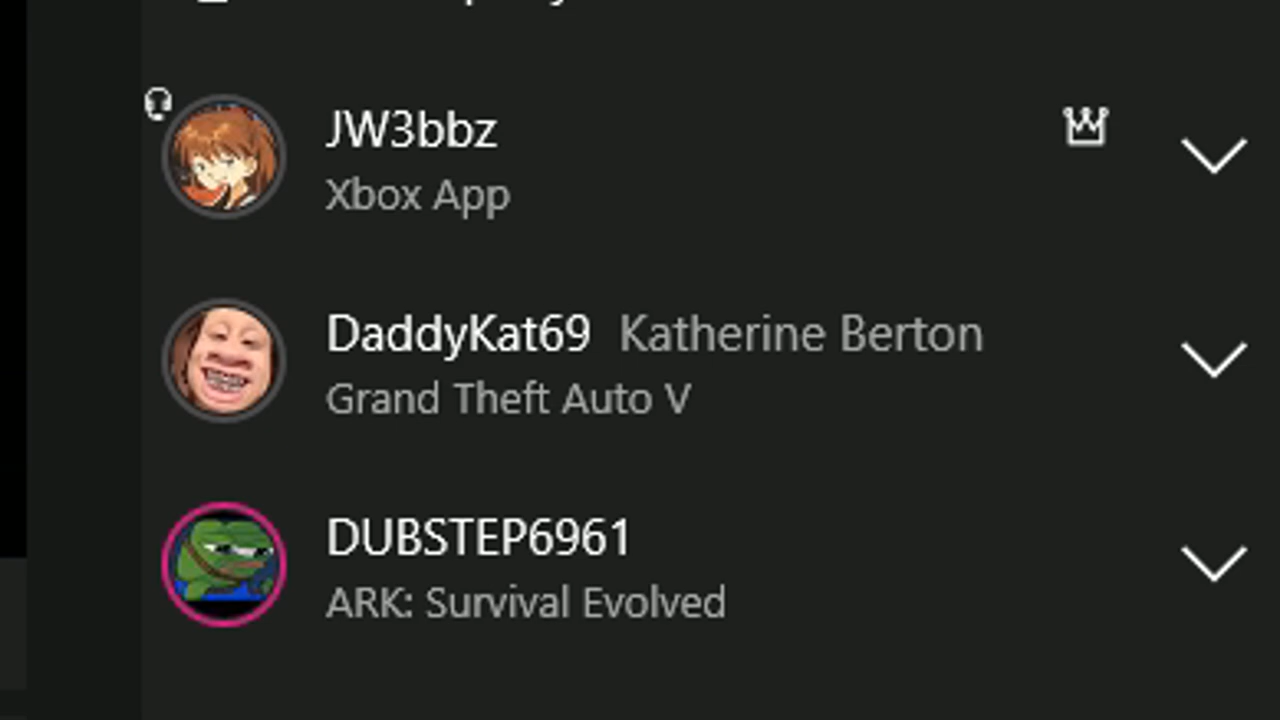 JW3bbz
Xbox App
DaddyKat69 Katherine Berton
Grand Theft Auto V
DUBSTEP6961
ARK: Survival Evolved